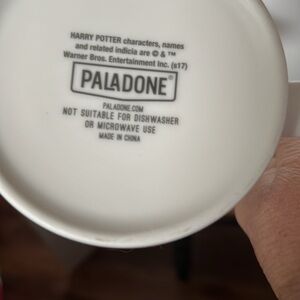 HARRY POTTER characters, names
and related indicia are © & ™
Warner Bros. Entertainment Inc. (s17)
PALADONE®
PALADONE.COM
NOT SUITABLE FOR DISHWASHER
OR MICROWAVE USE
MADE IN CHINA